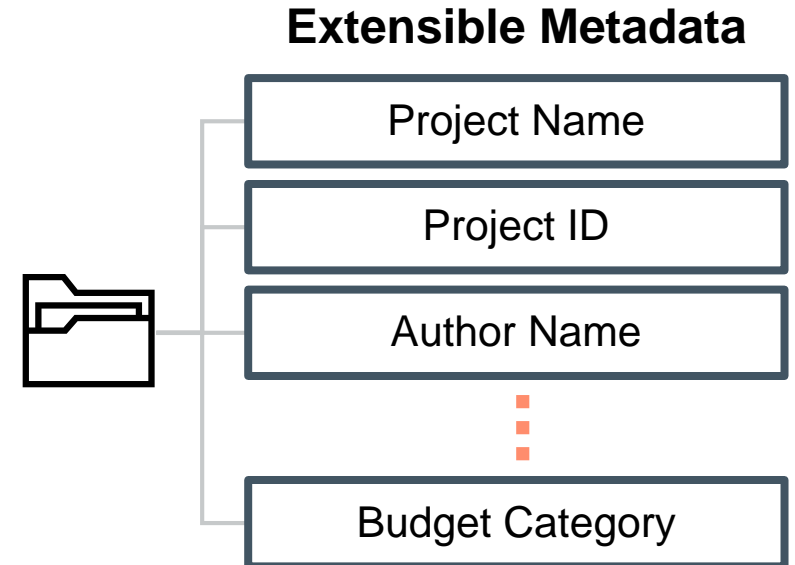 Extensible Metadata
Project Name
Project ID
Author Name
Budget Category